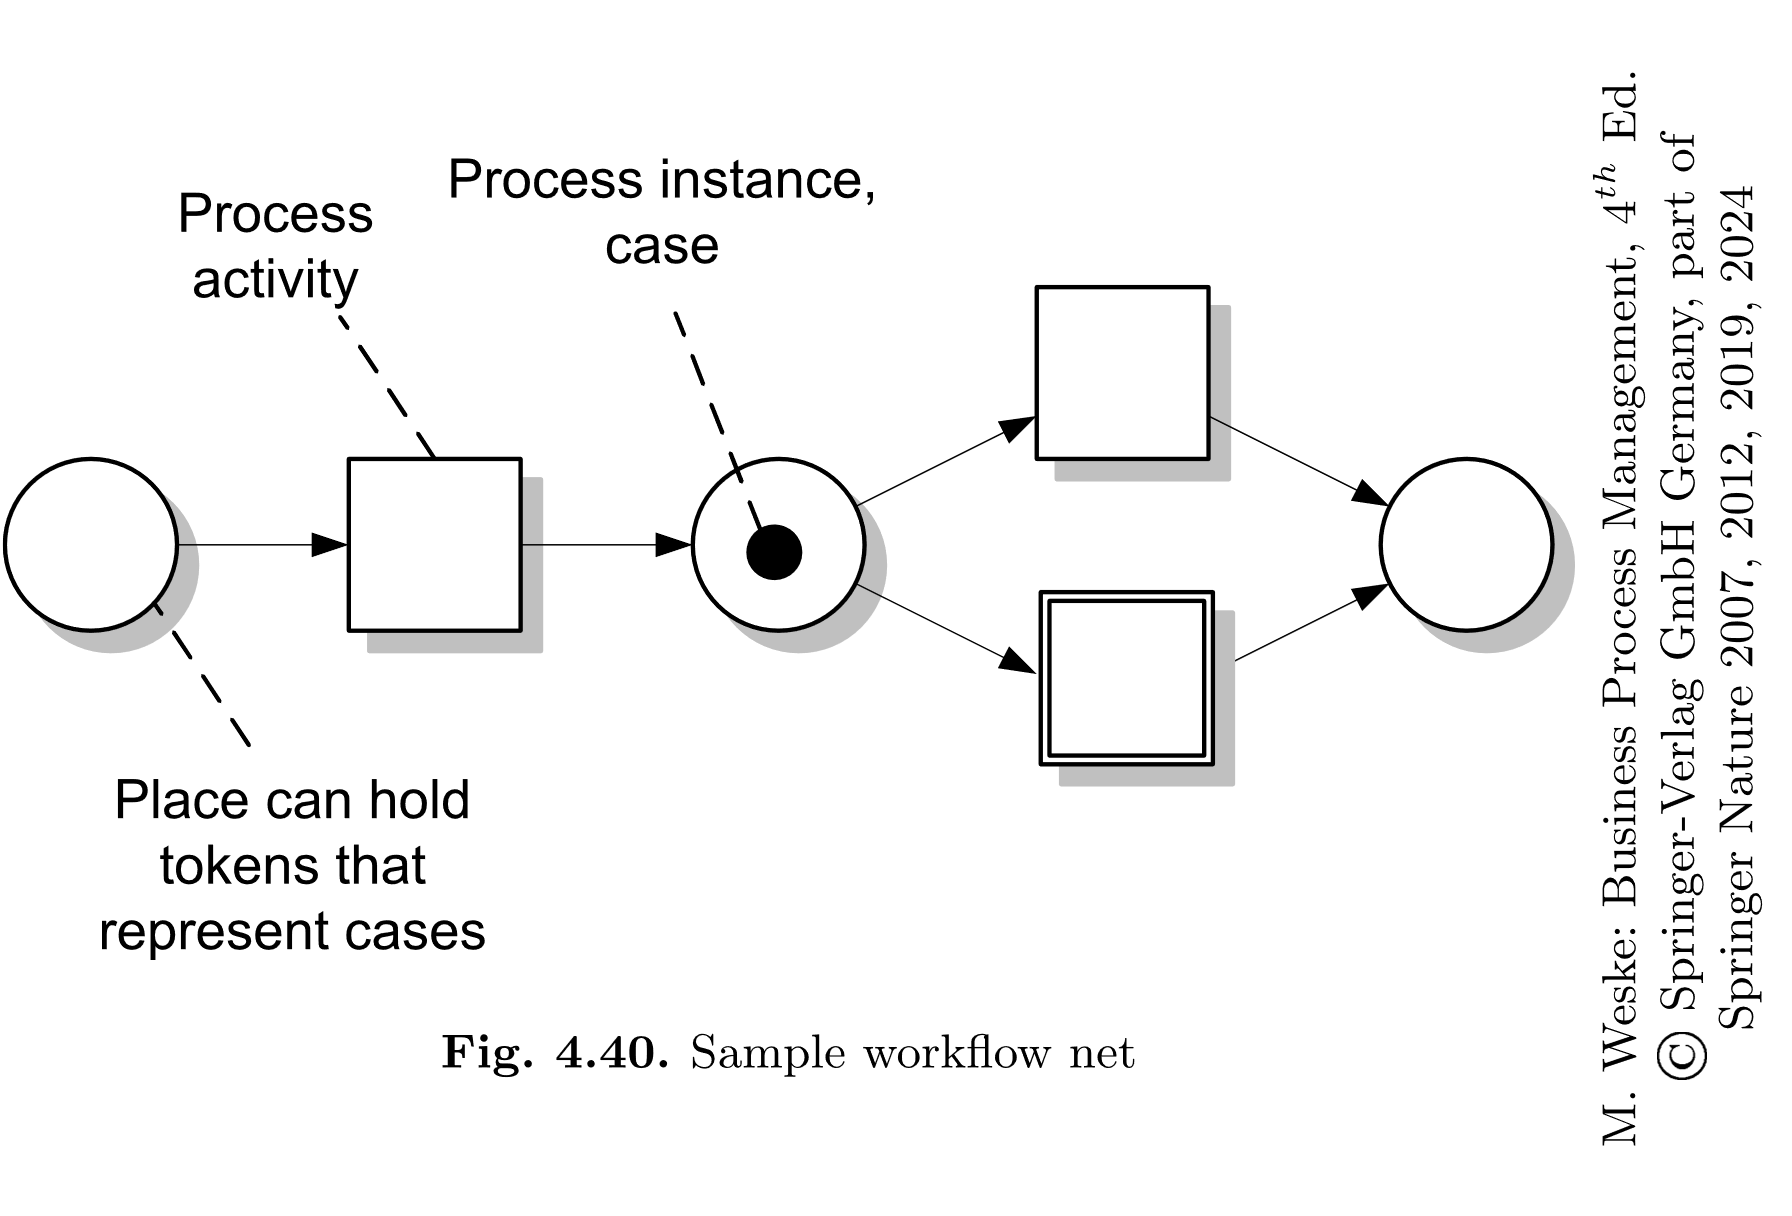 Process instance,
case
Process
activity
Place can hold
tokens that
represent cases
Fig. 4.40. Sample workflow net
M. Weske: Business Process Management, 4th Ed.
© Springer-Verlag GmbH Germany, part of
Springer Nature 2007, 2012, 2019, 2024